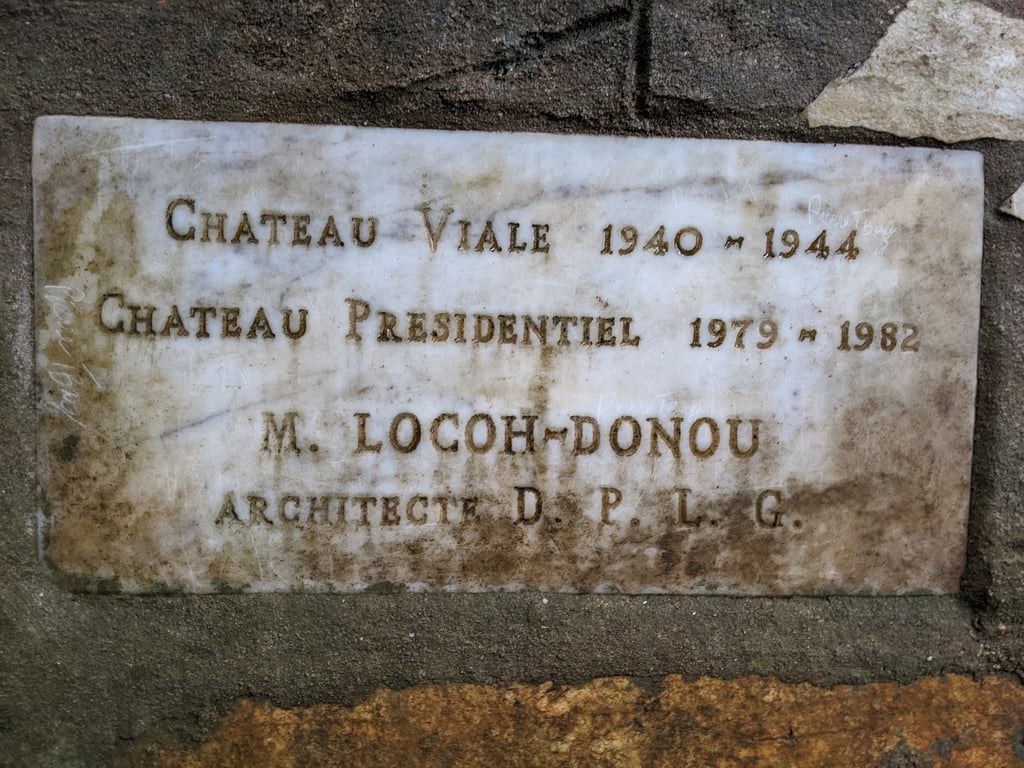 CHATEAU VIALE 1940 - 1944
CHATEAU PRESIDENTIEL 1979 - 1982
M. LOCOH-DONOU
ARCHITECTE D. P. L. G.